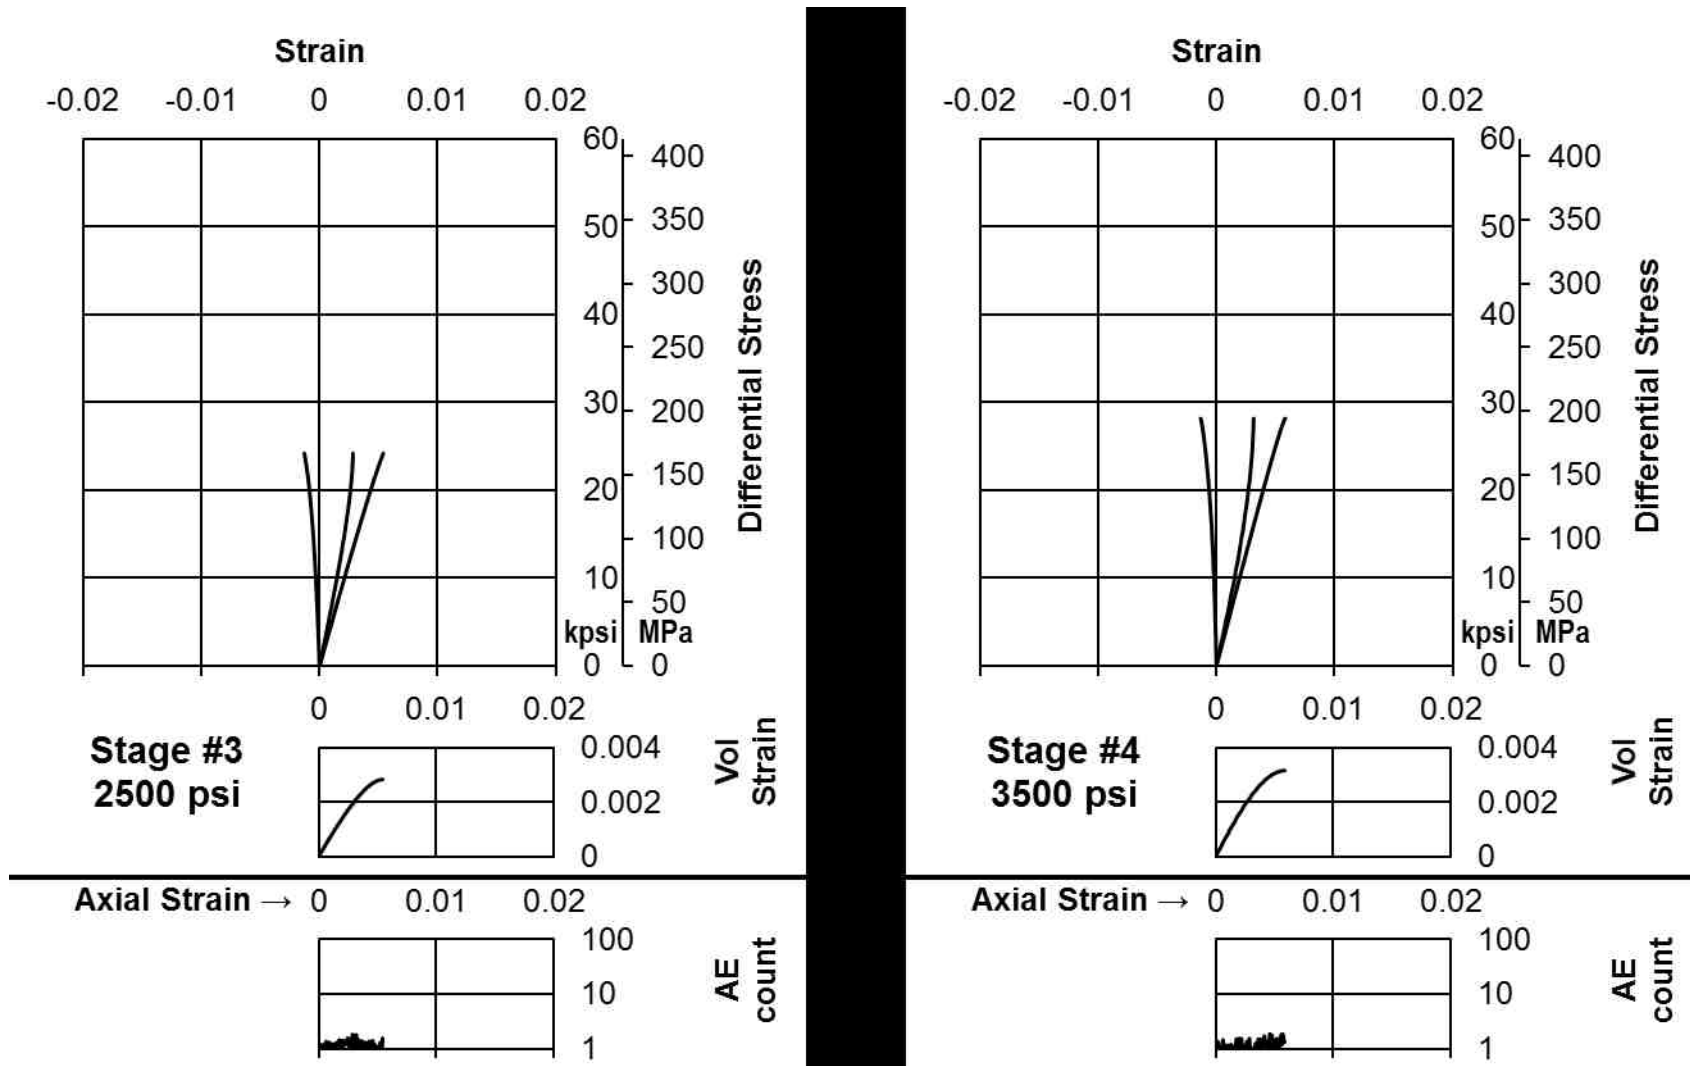 Strain
-0.02 -0.01 0 0.01 0.02
60
400
50
350
300
40
250
30
200
20
150
100
10
50
kpsi MPa
0 0
Differential Stress
0 0.01 0.02
Stage #3
2500 psi
0.004
0.002
0
Vol
Strain
Axial Strain → 0 0.01 0.02
100
10
1
AE
count
Strain
-0.02 -0.01 0 0.01 0.02
60
400
50
350
300
40
250
30
200
20
150
100
10
50
kpsi MPa
0 0
Differential Stress
0 0.01 0.02
Stage #4
3500 psi
0.004
0.002
0
Vol
Strain
Axial Strain → 0 0.01 0.02
100
10
1
AE
count